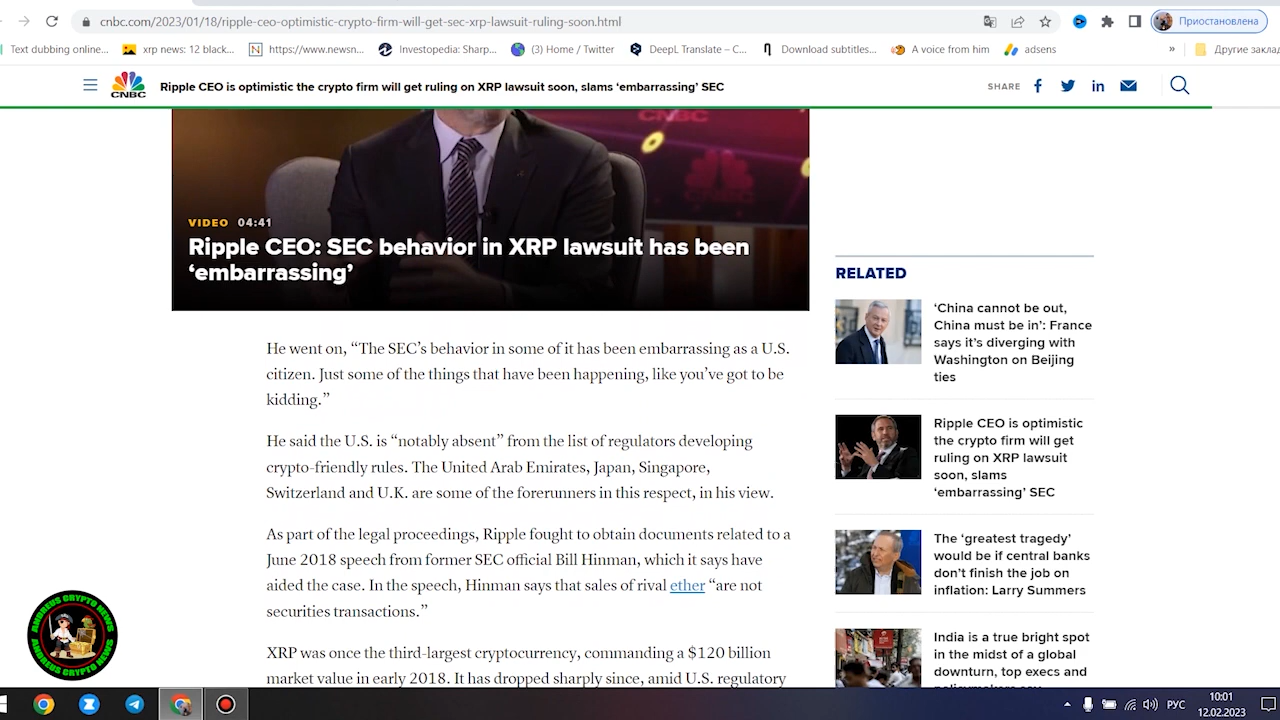 cnbc.com/2023/01/18/ripple-ceo-optimistic-crypto-firm-will-get-sec-xrp-lawsuit-ruling-soon.html
Приостановлена
Text dubbing online...
xrp news: 12 black...
https://www.newsn...
Investopedia: Sharp...
(3) Home / Twitter
DeepL Translate – C...
Download subtitles...
A voice from him
adsens
»
Другие закла
CNBC
Ripple CEO is optimistic the crypto firm will get ruling on XRP lawsuit soon, slams ‘embarrassing’ SEC
SHARE
CNBC
VIDEO 04:41
Ripple CEO: SEC behavior in XRP lawsuit has been
‘embarrassing’
He went on, “The SEC’s behavior in some of it has been embarrassing as a U.S.
citizen. Just some of the things that have been happening, like you’ve got to be
kidding.”
He said the U.S. is “notably absent” from the list of regulators developing
crypto-friendly rules. The United Arab Emirates, Japan, Singapore,
Switzerland and U.K. are some of the forerunners in this respect, in his view.
As part of the legal proceedings, Ripple fought to obtain documents related to a
June 2018 speech from former SEC official Bill Hinman, which it says have
aided the case. In the speech, Hinman says that sales of rival ether “are not
securities transactions.”
XRP was once the third-largest cryptocurrency, commanding a $120 billion
market value in early 2018. It has dropped sharply since, amid U.S. regulatory
RELATED
‘China cannot be out,
China must be in’: France
says it’s diverging with
Washington on Beijing
ties
Ripple CEO is optimistic
the crypto firm will get
ruling on XRP lawsuit
soon, slams
‘embarrassing’ SEC
The ‘greatest tragedy’
would be if central banks
don’t finish the job on
inflation: Larry Summers
India is a true bright spot
in the midst of a global
downturn, top execs and
policymakers say
ANDREUS CRYPTO NEWS
ANDREUS CRYPTO NEWS
РУС
10:01
12.02.2023